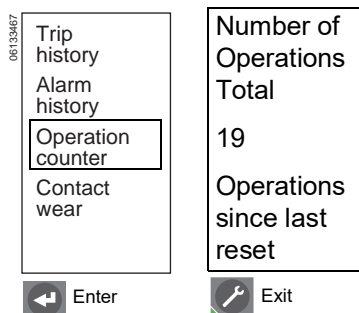 06133467
Trip
history
Alarm
history
Operation
counter
Contact
wear
Enter
Number of
Operations
Total
19
Operations
since last
reset
Exit